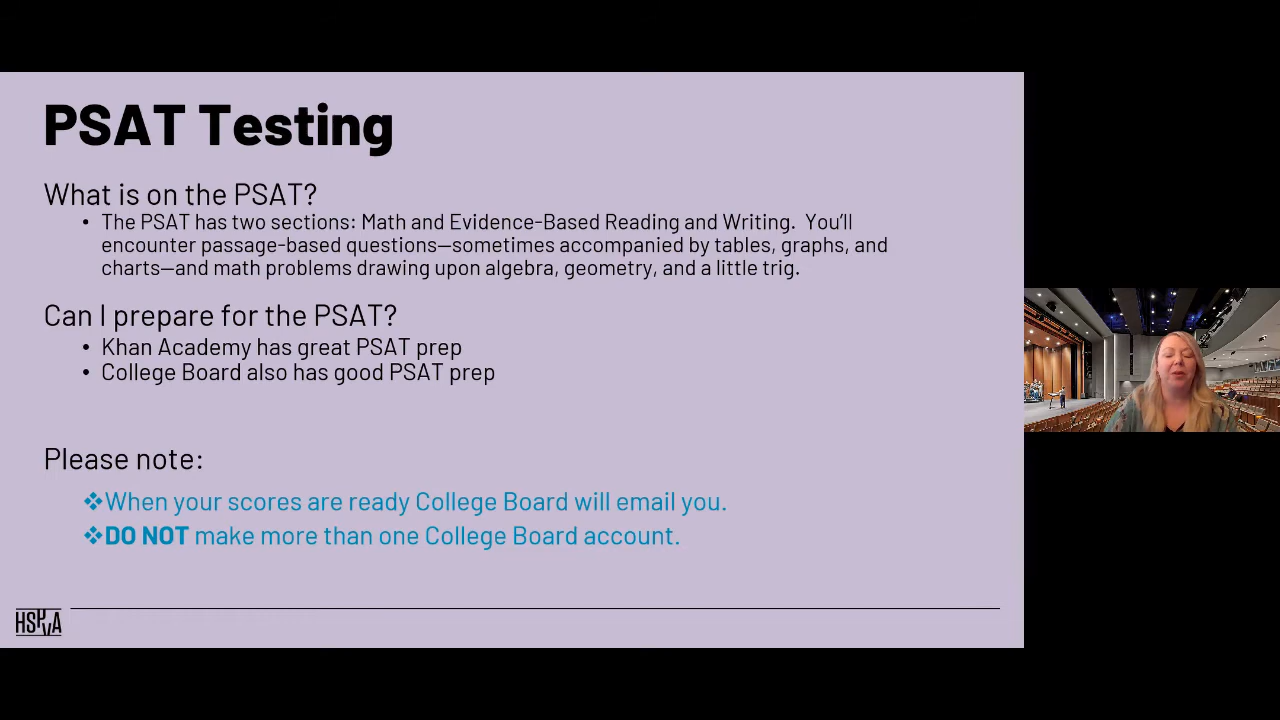 PSAT Testing
What is on the PSAT?
• The PSAT has two sections: Math and Evidence-Based Reading and Writing.  You'll
encounter passage-based questions—sometimes accompanied by tables, graphs, and
charts—and math problems drawing upon algebra, geometry, and a little trig.
Can I prepare for the PSAT?
• Khan Academy has great PSAT prep
• College Board also has good PSAT prep
Please note:
❖When your scores are ready College Board will email you.
❖DO NOT make more than one College Board account.
HSPVA